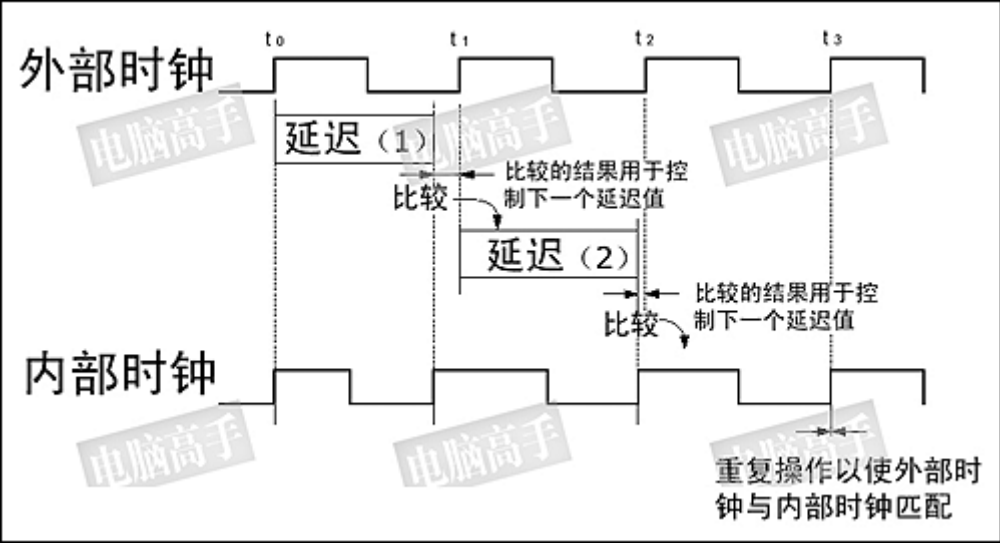 t0 t1 t2 t3
外部时钟
电脑高手 电脑高手 电脑高手
延迟（1）
比较的结果用于控
制下一个延迟值
比较
延迟（2）
比较的结果用于控
制下一个延迟值
比较
内部时钟
电脑高手 电脑高手 电脑高手
重复操作以使外部时
钟与内部时钟匹配